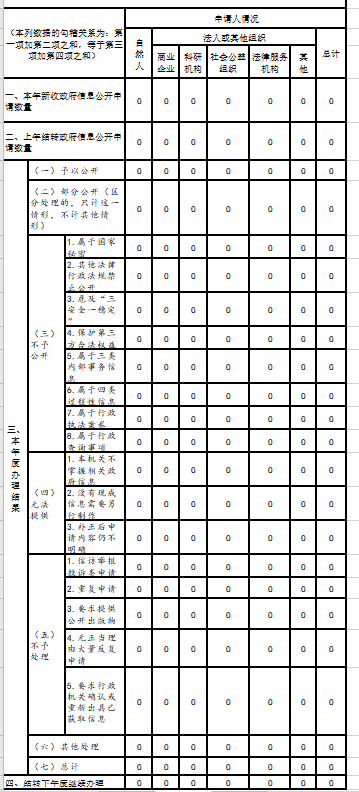 （本列数据的勾稽关系为：第
一项加第二项之和，等于第三
项加第四项之和）
申请人情况
自
然
人
法人或其他组织
总计
商业
企业
科研
机构
社会公益
组织
法律服务
机构
其
他
一、本年新收政府信息公开申
请数量
0 0 0 0 0 0 0
二、上年结转政府信息公开申
请数量
0 0 0 0 0 0 0
三、
本
年
度
办
理
结
果
（一）予以公开
0 0 0 0 0 0 0
（二）部分公开（区
分处理的，只计这一
情形，不计其他情
形）
0 0 0 0 0 0 0
（三）
不予
公开
1.属于国家
秘密
0 0 0 0 0 0 0
2.其他法律
行政法规禁
止公开
0 0 0 0 0 0 0
3.危及“三
安全一稳定
”
0 0 0 0 0 0 0
4.保护第三
方合法权益
0 0 0 0 0 0 0
5.属于三类
内部事务信
息
0 0 0 0 0 0 0
6.属于四类
过程性信息
0 0 0 0 0 0 0
7.属于行政
执法案卷
0 0 0 0 0 0 0
8.属于行政
查询事项
0 0 0 0 0 0 0
（四）
无法
提供
1.本机关不
掌握相关政
府信息
0 0 0 0 0 0 0
2.没有现成
信息需要另
行制作
0 0 0 0 0 0 0
3.补正后申
请内容仍不
明确
0 0 0 0 0 0 0
（五）
不予
处理
1.信访举报
投诉类申请
0 0 0 0 0 0 0
2.重复申请
0 0 0 0 0 0 0
3.要求提供
公开出版物
0 0 0 0 0 0 0
4.无正当理
由大量反复
申请
0 0 0 0 0 0 0
5.要求行政
机关确认或
重新出具已
获取信息
0 0 0 0 0 0 0
（六）其他处理
0 0 0 0 0 0 0
（七）总计
0 0 0 0 0 0 0
四、结转下年度继续办理
0 0 0 0 0 0 0